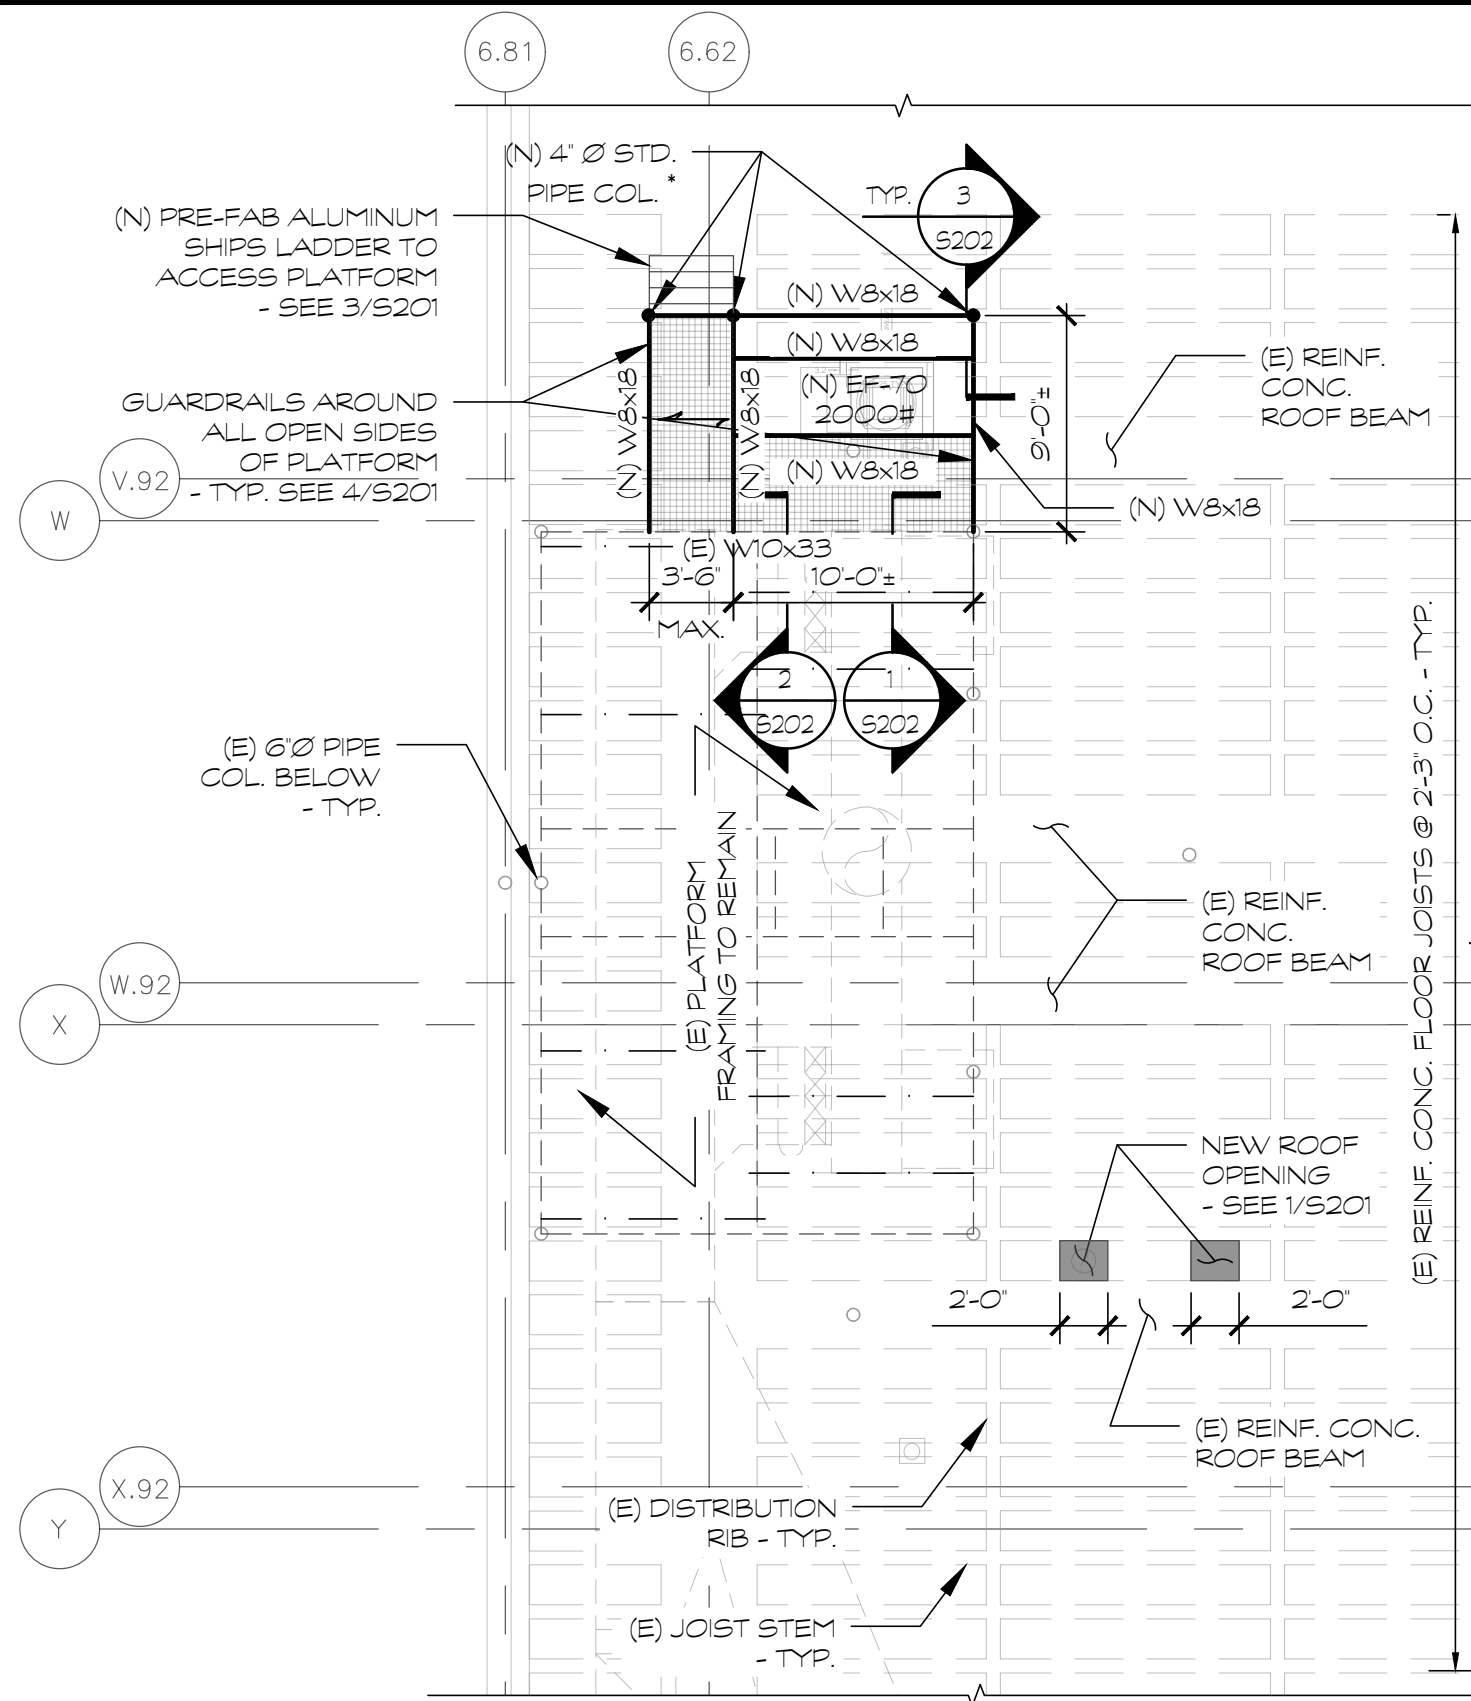 6.81
6.62
(N) 4" Ø STD.
PIPE COL. *
TYP.
3
S202
(N) PRE-FAB ALUMINUM
SHIPS LADDER TO
ACCESS PLATFORM
- SEE 3/S201
(N) W8x18
(N) W8x18
(N) EF-70
2000#
(N) W8x18
(N) W8x18
(N) W8x18
9'-0"±
(E) REINF.
CONC.
ROOF BEAM
GUARDRAILS AROUND
ALL OPEN SIDES
OF PLATFORM
- TYP. SEE 4/S201
V.92
W
(N) W8x18
(E) W10x33
3'-6"
MAX.
10'-0"±
2
S202
1
S202
(E) 6"Ø PIPE
COL. BELOW
- TYP.
(E) PLATFORM
FRAMING TO REMAIN
(E) REINF.
CONC.
ROOF BEAM
(E) REINF. CONC. FLOOR JOISTS @ 2'-3" O.C. - TYP.
W.92
X
NEW ROOF
OPENING
- SEE 1/S201
2'-0"
2'-0"
(E) REINF. CONC.
ROOF BEAM
X.92
Y
(E) DISTRIBUTION
RIB - TYP.
(E) JOIST STEM
- TYP.